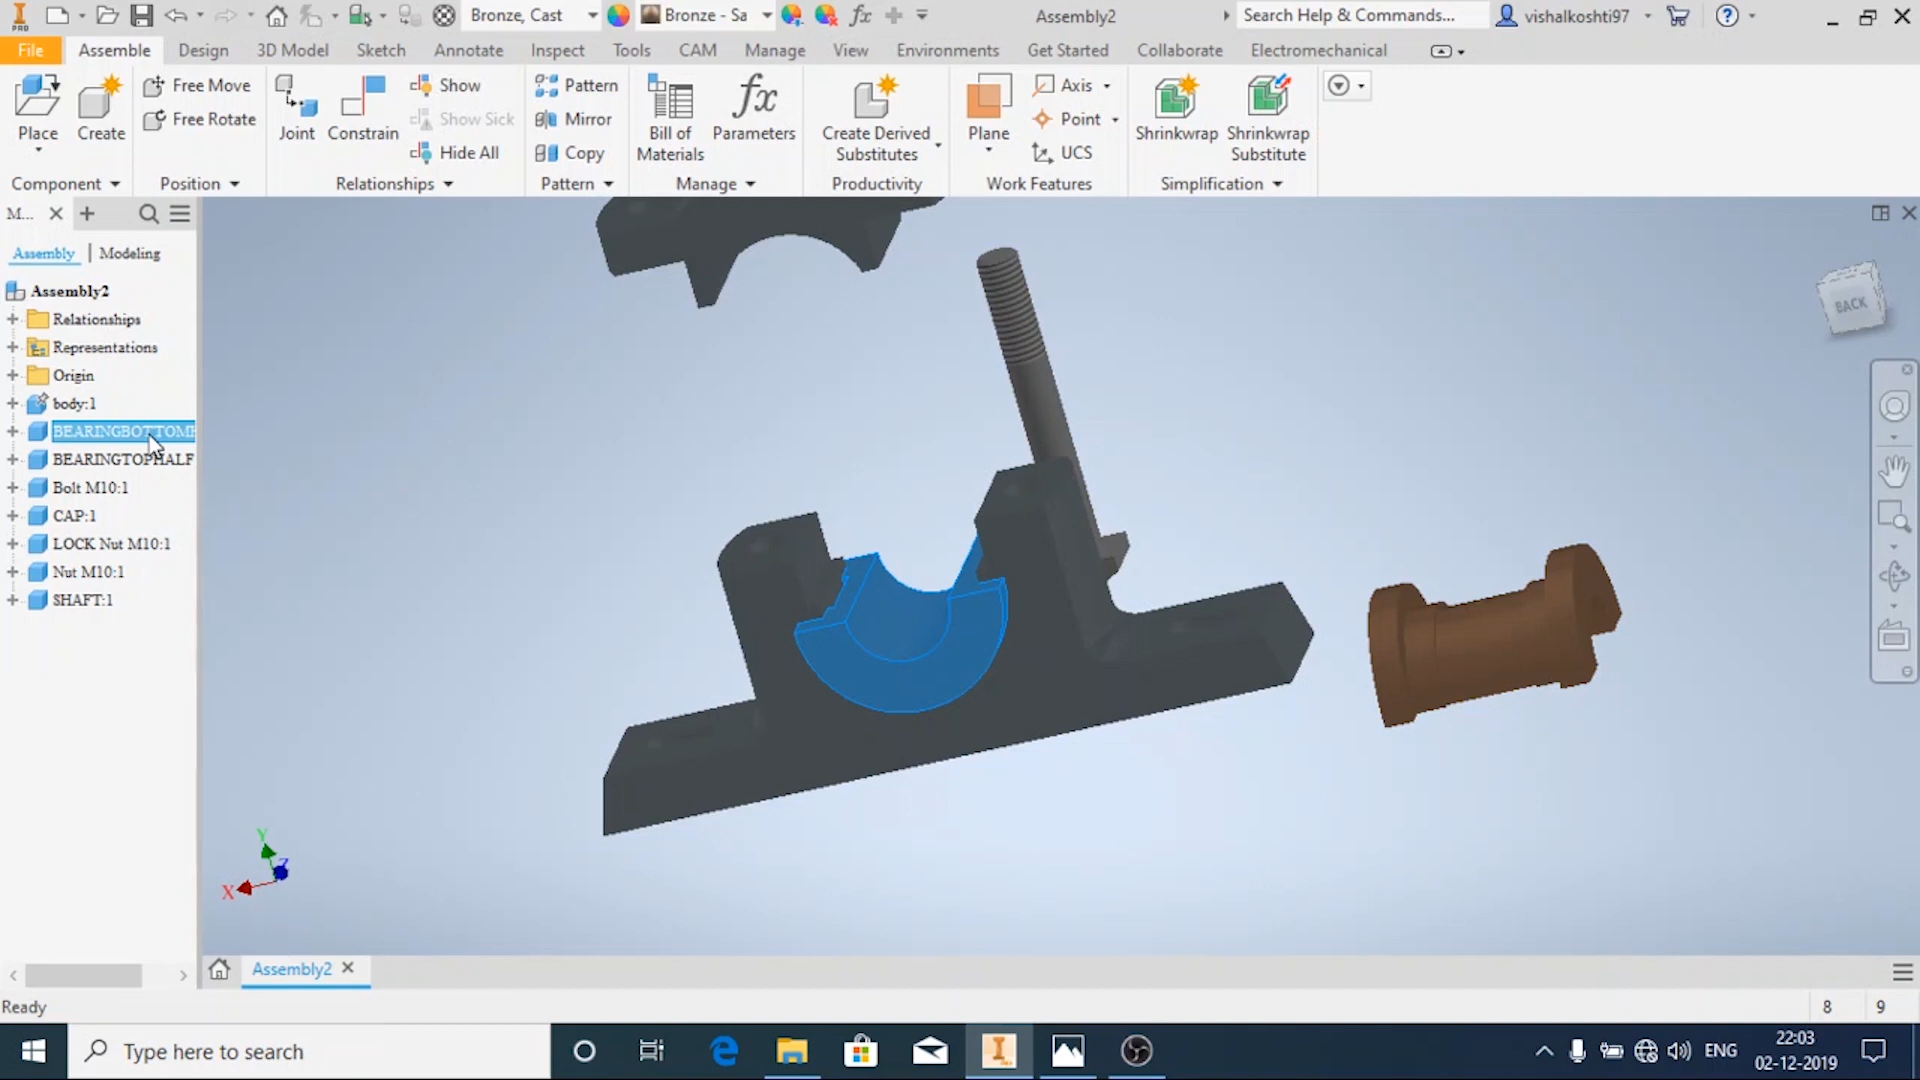 PRO
Bronze, Cast
Bronze - Sa
fx
Assembly2
Search Help & Commands...
vishalkoshti97
File
Assemble
Design
3D Model
Sketch
Annotate
Inspect
Tools
CAM
Manage
View
Environments
Get Started
Collaborate
Electromechanical
Place
Create
Free Move
Free Rotate
Joint
Constrain
Show
Show Sick
Hide All
Pattern
Mirror
Copy
Bill of
Materials
fx
Parameters
Create Derived
Substitutes
Plane
Axis
Point
UCS
Shrinkwrap
Shrinkwrap
Substitute
Component
Position
Relationships
Pattern
Manage
Productivity
Work Features
Simplification
M...
Assembly
Modeling
Assembly2
Relationships
Representations
Origin
body:1
BEARINGBOTTOMH
BEARINGTOPHALF
Bolt M10:1
CAP:1
LOCK Nut M10:1
Nut M10:1
SHAFT:1
BACK
Y
Z
X
Assembly2
Ready
8
9
Type here to search
ENG
22:03
02-12-2019